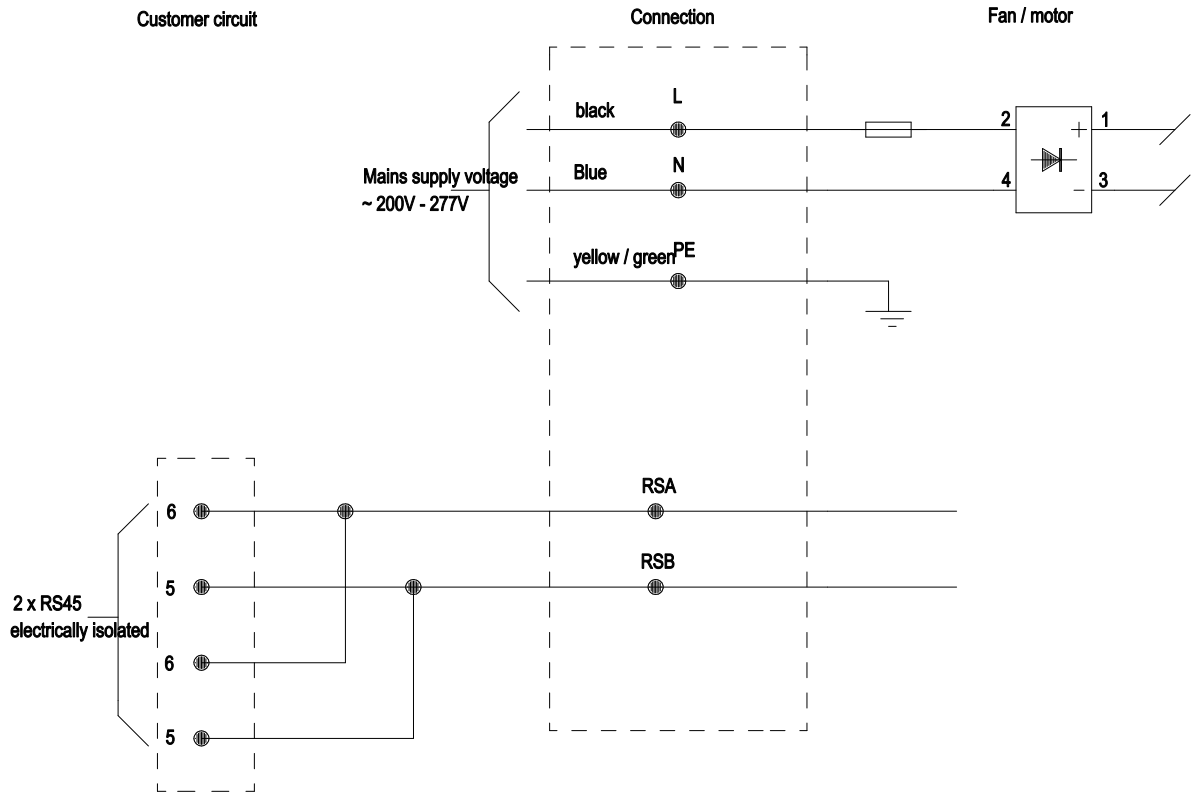 Customer circuit
Connection
Fan / motor
L
black
2
+
1
Mains supply voltage
~ 200V - 277V
Blue
N
4
-
3
yellow / green
PE
RSA
6
RSB
5
2 x RS45
electrically isolated
6
5